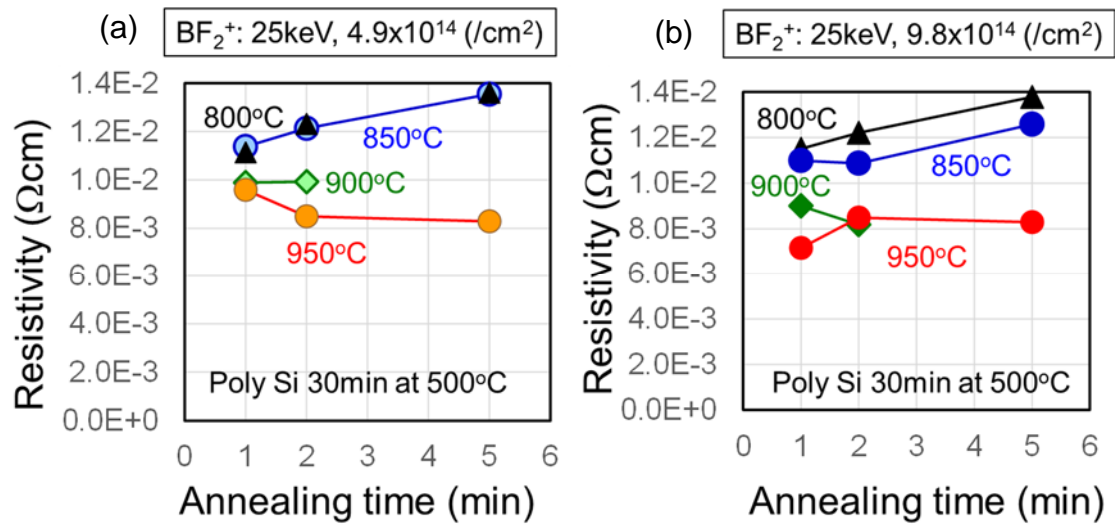 (a)
BF₂⁺: 25keV, 4.9x10¹⁴ (/cm²)
1.4E-2
1.2E-2
1.0E-2
8.0E-3
6.0E-3
4.0E-3
2.0E-3
0.0E+0
Resistivity (Ωcm)
800°C
850°C
900°C
950°C
Poly Si 30min at 500°C
0 1 2 3 4 5 6
Annealing time (min)
(b)
BF₂⁺: 25keV, 9.8x10¹⁴ (/cm²)
1.4E-2
1.2E-2
1.0E-2
8.0E-3
6.0E-3
4.0E-3
2.0E-3
0.0E+0
Resistivity (Ωcm)
800°C
850°C
900°C
950°C
Poly Si 30min at 500°C
0 1 2 3 4 5 6
Annealing time (min)